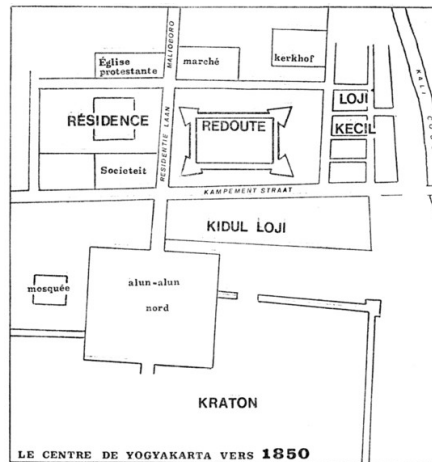 MALIOBORO
Église
protestante
marché
kerkhof
KALI
LOJI
KECIL
RÉSIDENCE
REDOUTE
RESIDENTIE LAAN
Societeit
KAMPEMENT STRAAT
KIDUL LOJI
mosquée
alun-alun
nord
KRATON
LE CENTRE DE YOGYAKARTA VERS 1850